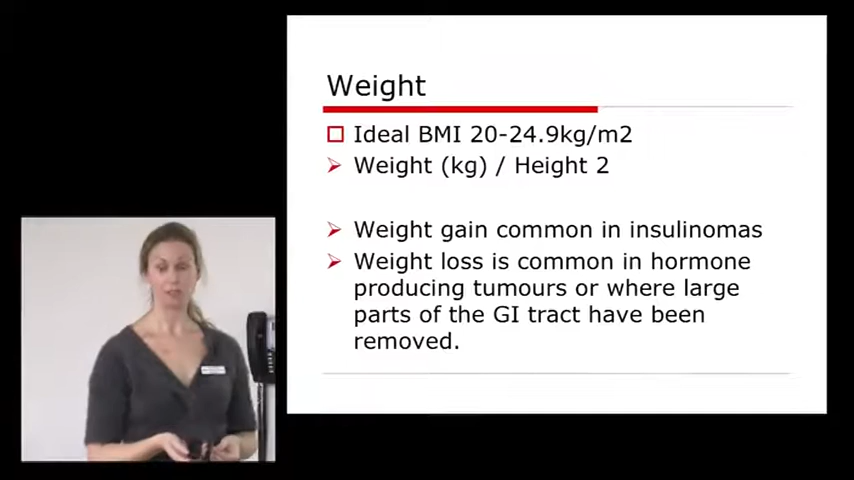 Weight
Ideal BMI 20-24.9kg/m2
Weight (kg) / Height 2
Weight gain common in insulinomas
Weight loss is common in hormone
producing tumours or where large
parts of the GI tract have been
removed.